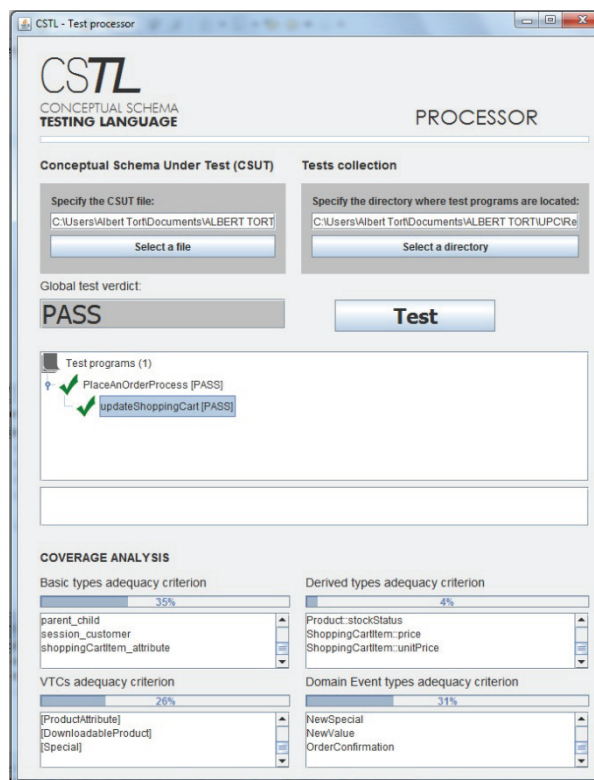 CSTL - Test processor
CSTL
CONCEPTUAL SCHEMA
TESTING LANGUAGE
PROCESSOR
Conceptual Schema Under Test (CSUT)
Tests collection
Specify the CSUT file:
Specify the directory where test programs are located:
C:\Users\Albert Tort\Documents\ALBERT TORT
C:\Users\Albert Tort\Documents\ALBERT TORT\UPC\Re
Select a file
Select a directory
Global test verdict:
PASS
Test
Test programs (1)
PlaceAnOrderProcess [PASS]
updateShoppingCart [PASS]
COVERAGE ANALYSIS
Basic types adequacy criterion
Derived types adequacy criterion
35%
4%
parent_child
session_customer
shoppingCartItem_attribute
Product::stockStatus
ShoppingCartItem::price
ShoppingCartItem::unitPrice
VTCs adequacy criterion
Domain Event types adequacy criterion
26%
31%
[ProductAttribute]
[DownloadableProduct]
[Special]
NewSpecial
NewValue
OrderConfirmation